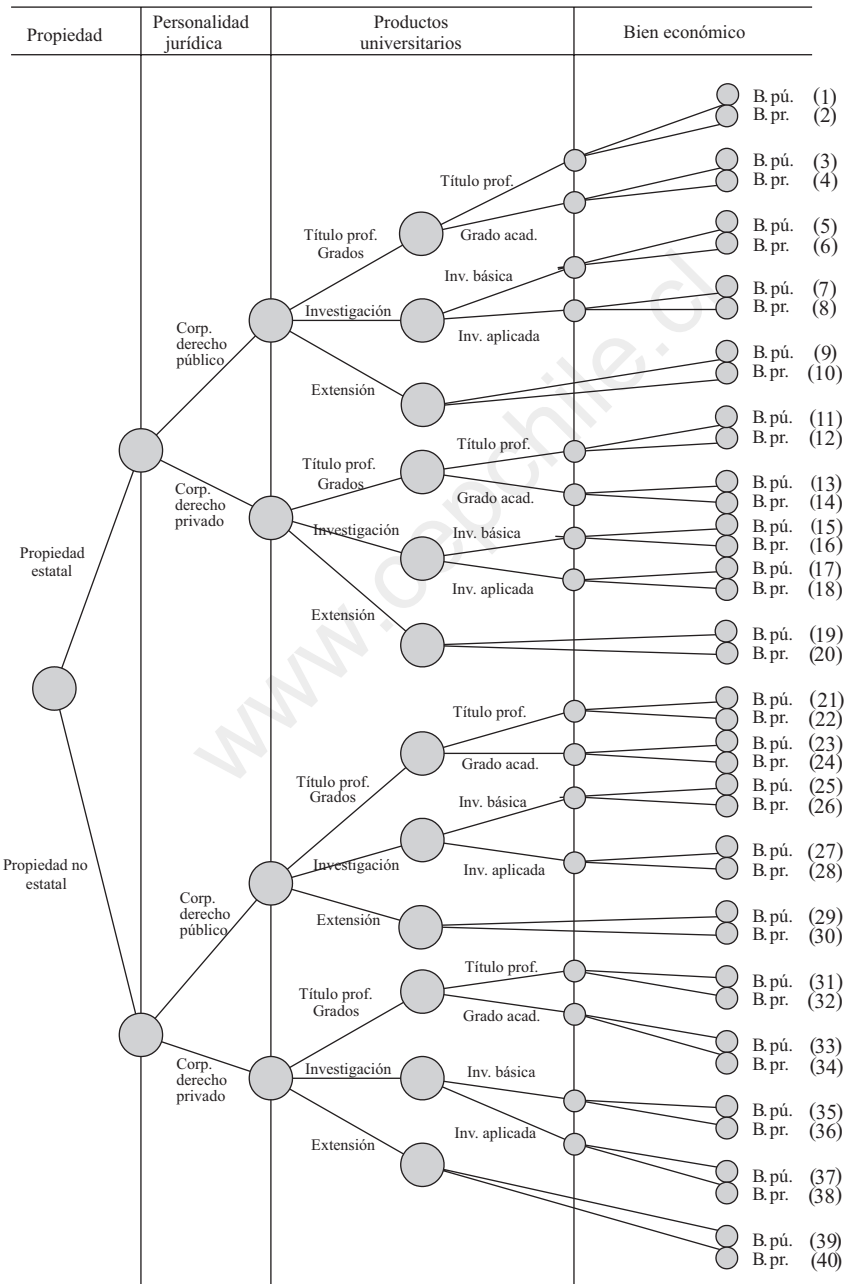 Propiedad
Personalidad
jurídica
Productos
universitarios
Bien económico
B. pú. (1)
B. pr. (2)
Título prof.
B. pú. (3)
B. pr. (4)
Título prof.
Grados
Grado acad.
B. pú. (5)
B. pr. (6)
Inv. básica
Investigación
B. pú. (7)
B. pr. (8)
Inv. aplicada
Corp.
derecho
público
B. pú. (9)
B. pr. (10)
Extensión
B. pú. (11)
B. pr. (12)
Título prof.
Título prof.
Grados
Grado acad.
B. pú. (13)
B. pr. (14)
Corp.
derecho
privado
Investigación
Inv. básica
B. pú. (15)
B. pr. (16)
Inv. aplicada
B. pú. (17)
B. pr. (18)
Propiedad
estatal
Extensión
B. pú. (19)
B. pr. (20)
Título prof.
B. pú. (21)
B. pr. (22)
Grado acad.
B. pú. (23)
B. pr. (24)
Título prof.
Grados
Inv. básica
B. pú. (25)
B. pr. (26)
Propiedad no
estatal
Investigación
Inv. aplicada
B. pú. (27)
B. pr. (28)
Corp.
derecho
público
Extensión
B. pú. (29)
B. pr. (30)
Título prof.
B. pú. (31)
B. pr. (32)
Título prof.
Grados
Grado acad.
B. pú. (33)
B. pr. (34)
Corp.
derecho
privado
Investigación
Inv. básica
B. pú. (35)
B. pr. (36)
Inv. aplicada
B. pú. (37)
B. pr. (38)
Extensión
B. pú. (39)
B. pr. (40)
www.cepchile.cl